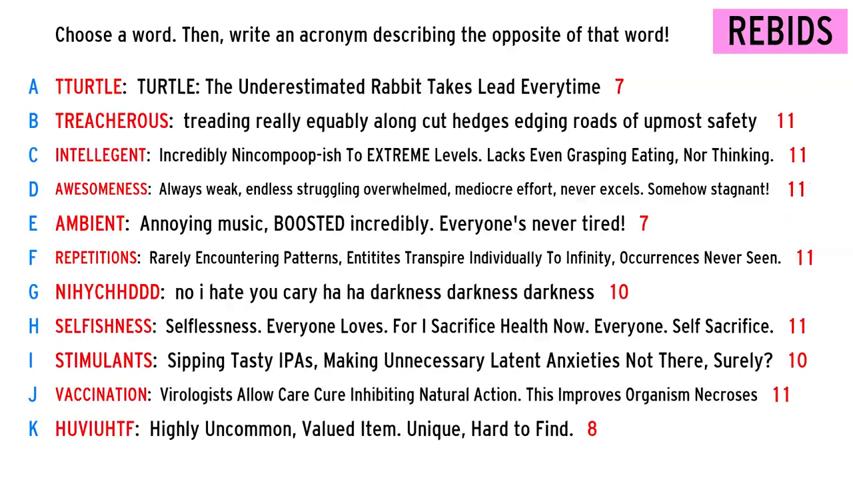 Choose a word. Then, write an acronym describing the opposite of that word!
REBIDS
A TTURTLE: TURTLE: The Underestimated Rabbit Takes Lead Everytime 7
B TREACHEROUS: treading really equably along cut hedges edging roads of upmost safety 11
C INTELLEGENT: Incredibly Nincompoop-ish To EXTREME Levels. Lacks Even Grasping Eating, Nor Thinking. 11
D AWESOMENESS: Always weak, endless struggling overwhelmed, mediocre effort, never excels. Somehow stagnant! 11
E AMBIENT: Annoying music, BOOSTED incredibly. Everyone's never tired! 7
F REPETITIONS: Rarely Encountering Patterns, Entitites Transpire Individually To Infinity, Occurrences Never Seen. 11
G NIHYCHHDDD: no i hate you cary ha ha darkness darkness darkness 10
H SELFISHNESS: Selflessness. Everyone Loves. For I Sacrifice Health Now. Everyone. Self Sacrifice. 11
I STIMULANTS: Sipping Tasty IPAs, Making Unnecessary Latent Anxieties Not There, Surely? 10
J VACCINATION: Virologists Allow Care Cure Inhibiting Natural Action. This Improves Organism Necroses 11
K HUVIUHTF: Highly Uncommon, Valued Item. Unique, Hard to Find. 8